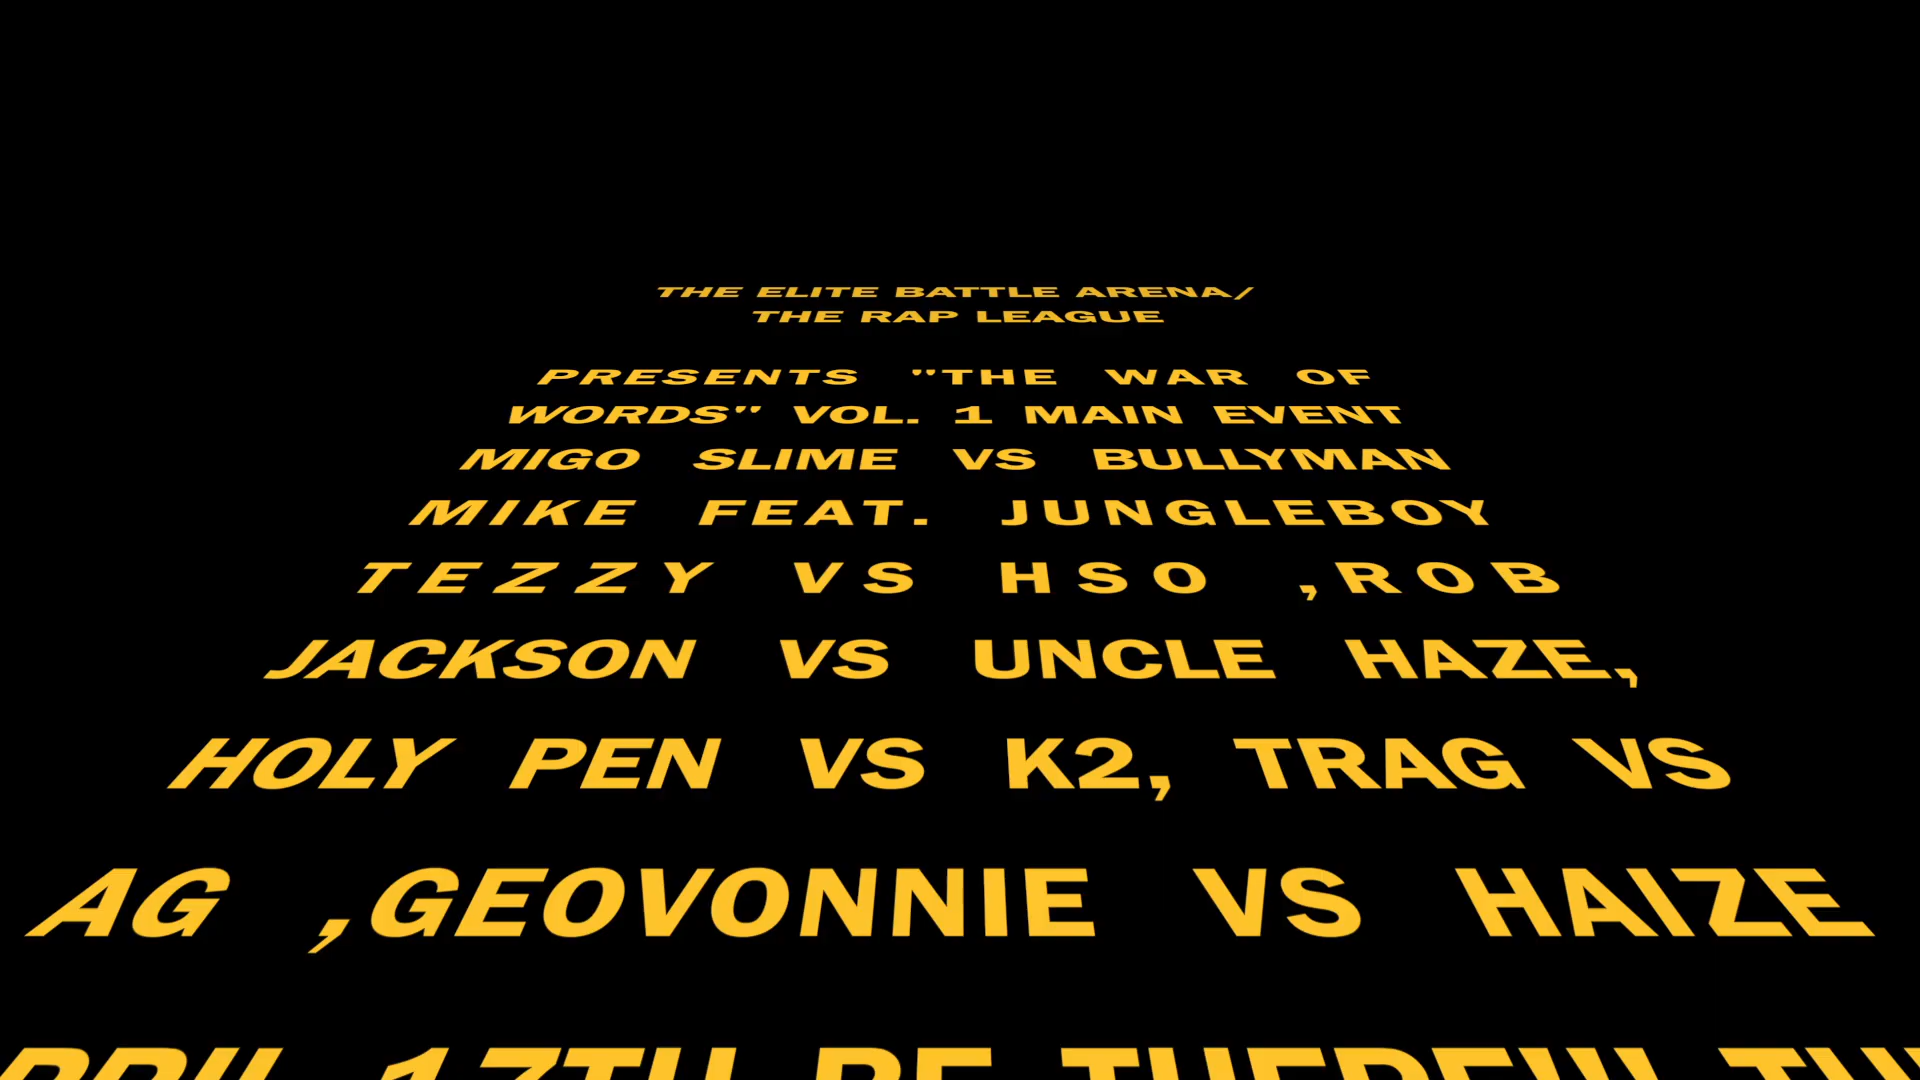 THE ELITE BATTLE ARENA/
THE RAP LEAGUE
PRESENTS "THE WAR OF
WORDS" VOL. 1 MAIN EVENT
MIGO SLIME VS BULLYMAN
MIKE FEAT. JUNGLEBOY
TEZZY VS HSO ,ROB
JACKSON VS UNCLE HAZE,
HOLY PEN VS K2, TRAG VS
AG ,GEOVONNIE VS HAIZE
17TH BE